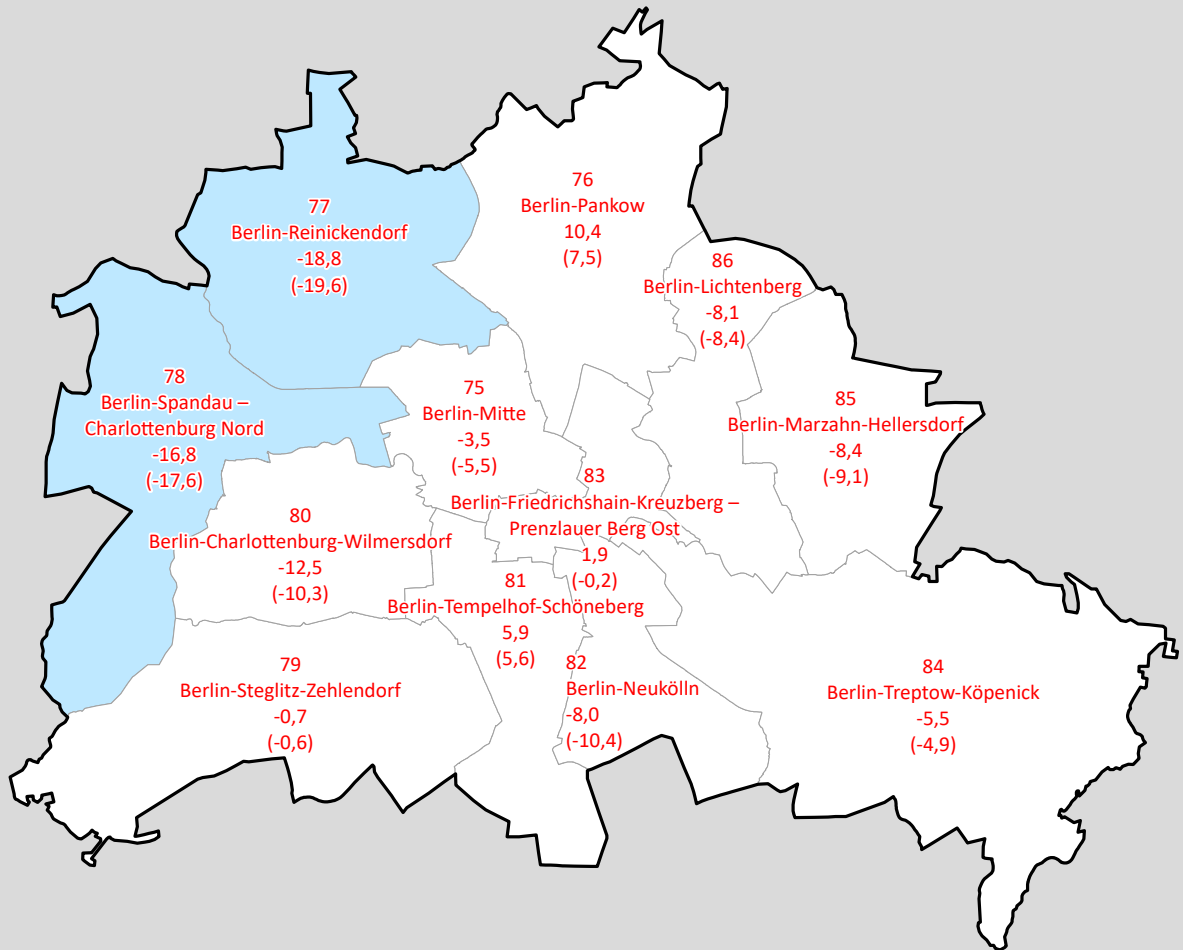 76
Berlin-Pankow
10,4
(7,5)
77
Berlin-Reinickendorf
-18,8
(-19,6)
86
Berlin-Lichtenberg
-8,1
(-8,4)
78
Berlin-Spandau –
Charlottenburg Nord
-16,8
(-17,6)
75
Berlin-Mitte
-3,5
(-5,5)
85
Berlin-Marzahn-Hellersdorf
-8,4
(-9,1)
83
Berlin-Friedrichshain-Kreuzberg –
Prenzlauer Berg Ost
1,9
(-0,2)
80
Berlin-Charlottenburg-Wilmersdorf
-12,5
(-10,3)
81
Berlin-Tempelhof-Schöneberg
5,9
(5,6)
79
Berlin-Steglitz-Zehlendorf
-0,7
(-0,6)
82
Berlin-Neukölln
-8,0
(-10,4)
84
Berlin-Treptow-Köpenick
-5,5
(-4,9)